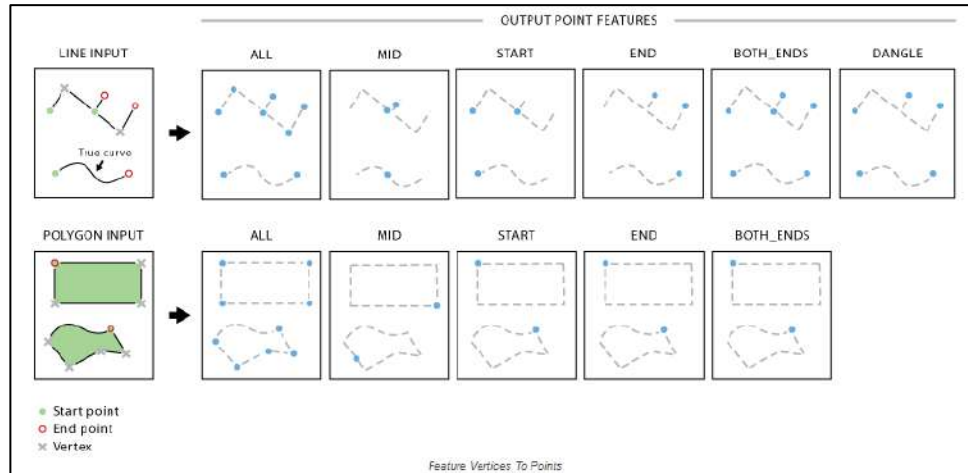 OUTPUT POINT FEATURES
LINE INPUT
ALL
MID
START
END
BOTH_ENDS
DANGLE
True curve
POLYGON INPUT
ALL
MID
START
END
BOTH_ENDS
Start point
End point
Vertex
Feature Vertices To Points